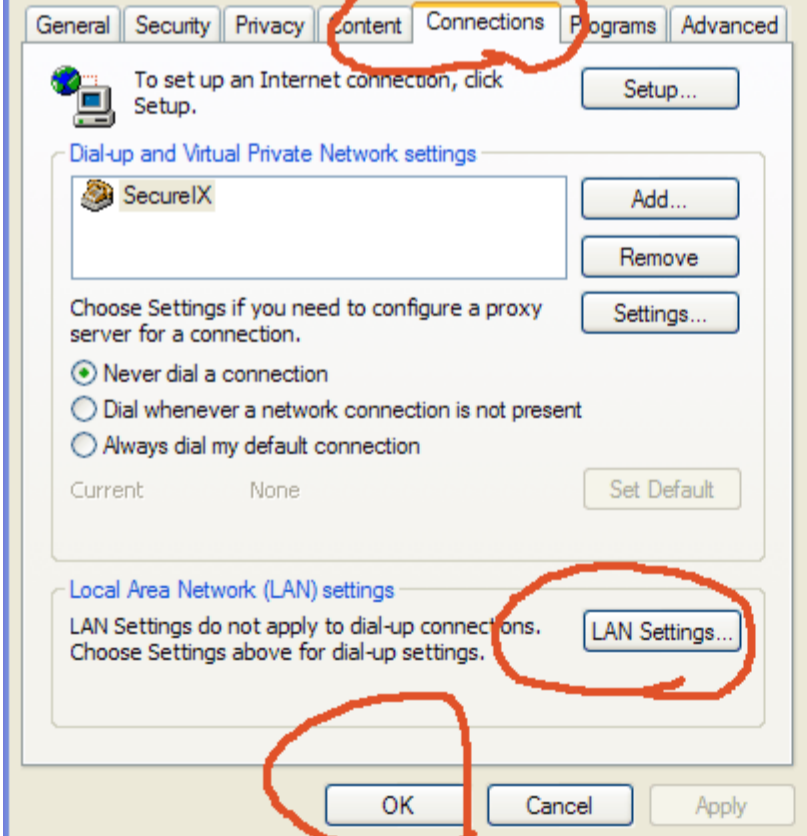 General Security Privacy Content Connections Programs Advanced
To set up an Internet connection, click
Setup.
Setup...
Dial-up and Virtual Private Network settings
SecureIX
Add...
Remove
Choose Settings if you need to configure a proxy
server for a connection.
Settings...
Never dial a connection
Dial whenever a network connection is not present
Always dial my default connection
Current None
Set Default
Local Area Network (LAN) settings
LAN Settings do not apply to dial-up connections.
Choose Settings above for dial-up settings.
LAN Settings...
OK Cancel Apply